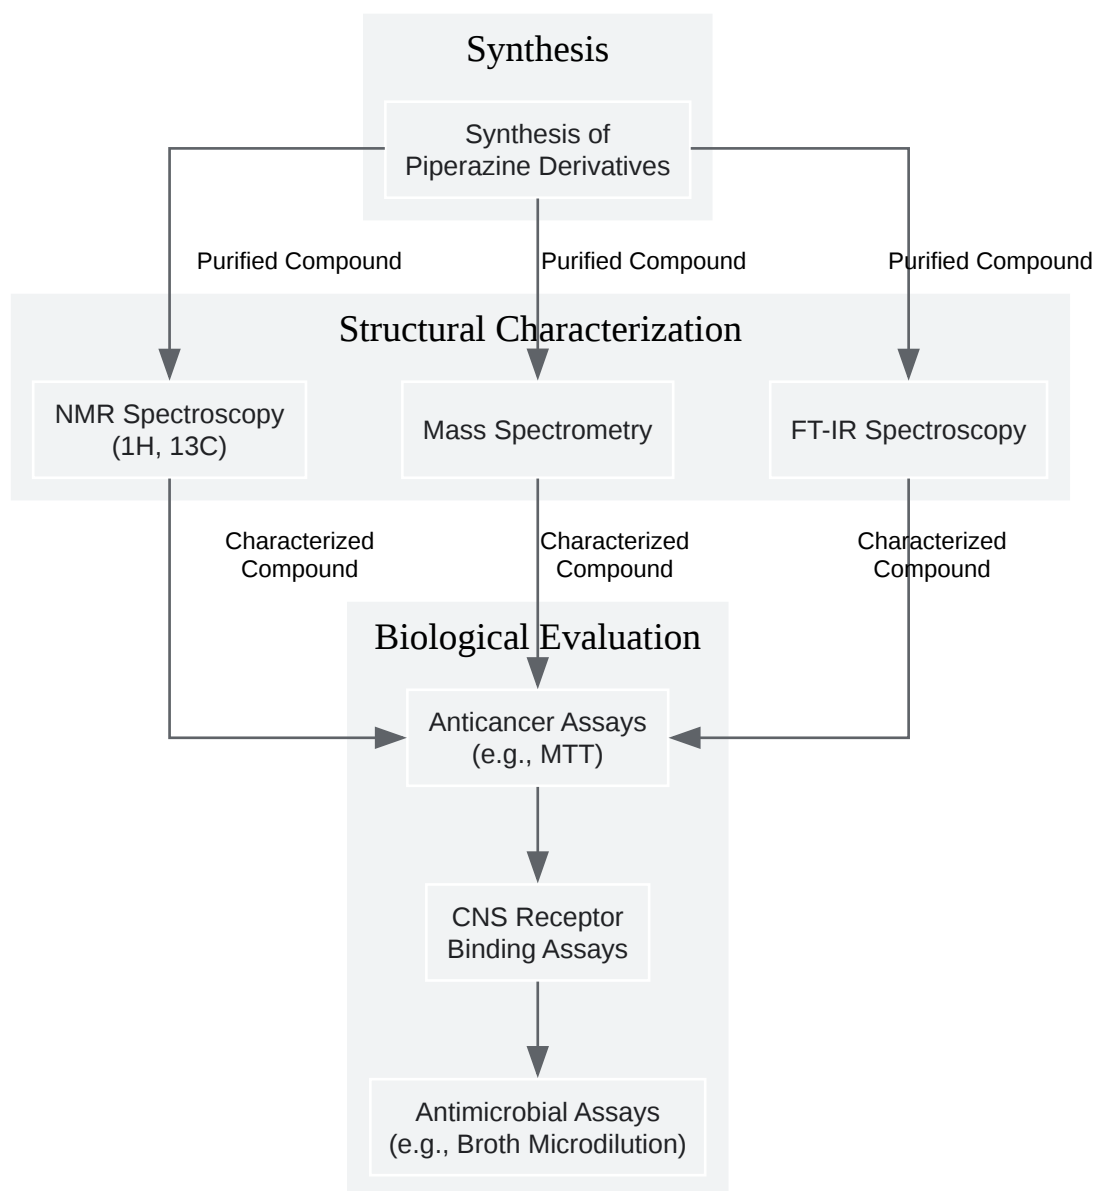 Synthesis
Synthesis of
Piperazine Derivatives
Purified Compound
Purified Compound
Purified Compound
Structural Characterization
NMR Spectroscopy
(1H, 13C)
Mass Spectrometry
FT-IR Spectroscopy
Characterized
Compound
Characterized
Compound
Characterized
Compound
Biological Evaluation
Anticancer Assays
(e.g., MTT)
CNS Receptor
Binding Assays
Antimicrobial Assays
(e.g., Broth Microdilution)